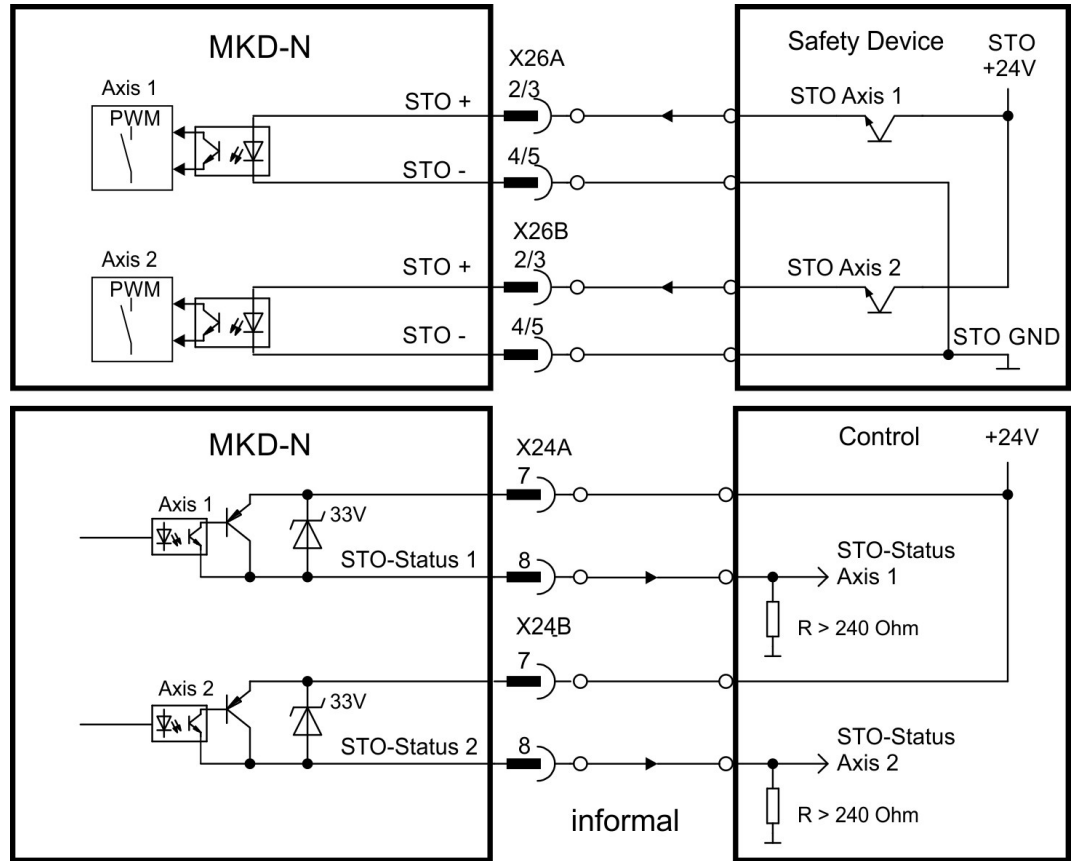 MKD-N
Axis 1
PWM
STO +
STO -
Axis 2
PWM
STO +
STO -
X26A
2/3
4/5
X26B
2/3
4/5
Safety Device
STO
+24V
STO Axis 1
STO Axis 2
STO GND
MKD-N
Axis 1
33V
STO-Status 1
Axis 2
33V
STO-Status 2
X24A
7
8
X24B
7
8
informal
Control
+24V
STO-Status
Axis 1
R > 240 Ohm
STO-Status
Axis 2
R > 240 Ohm